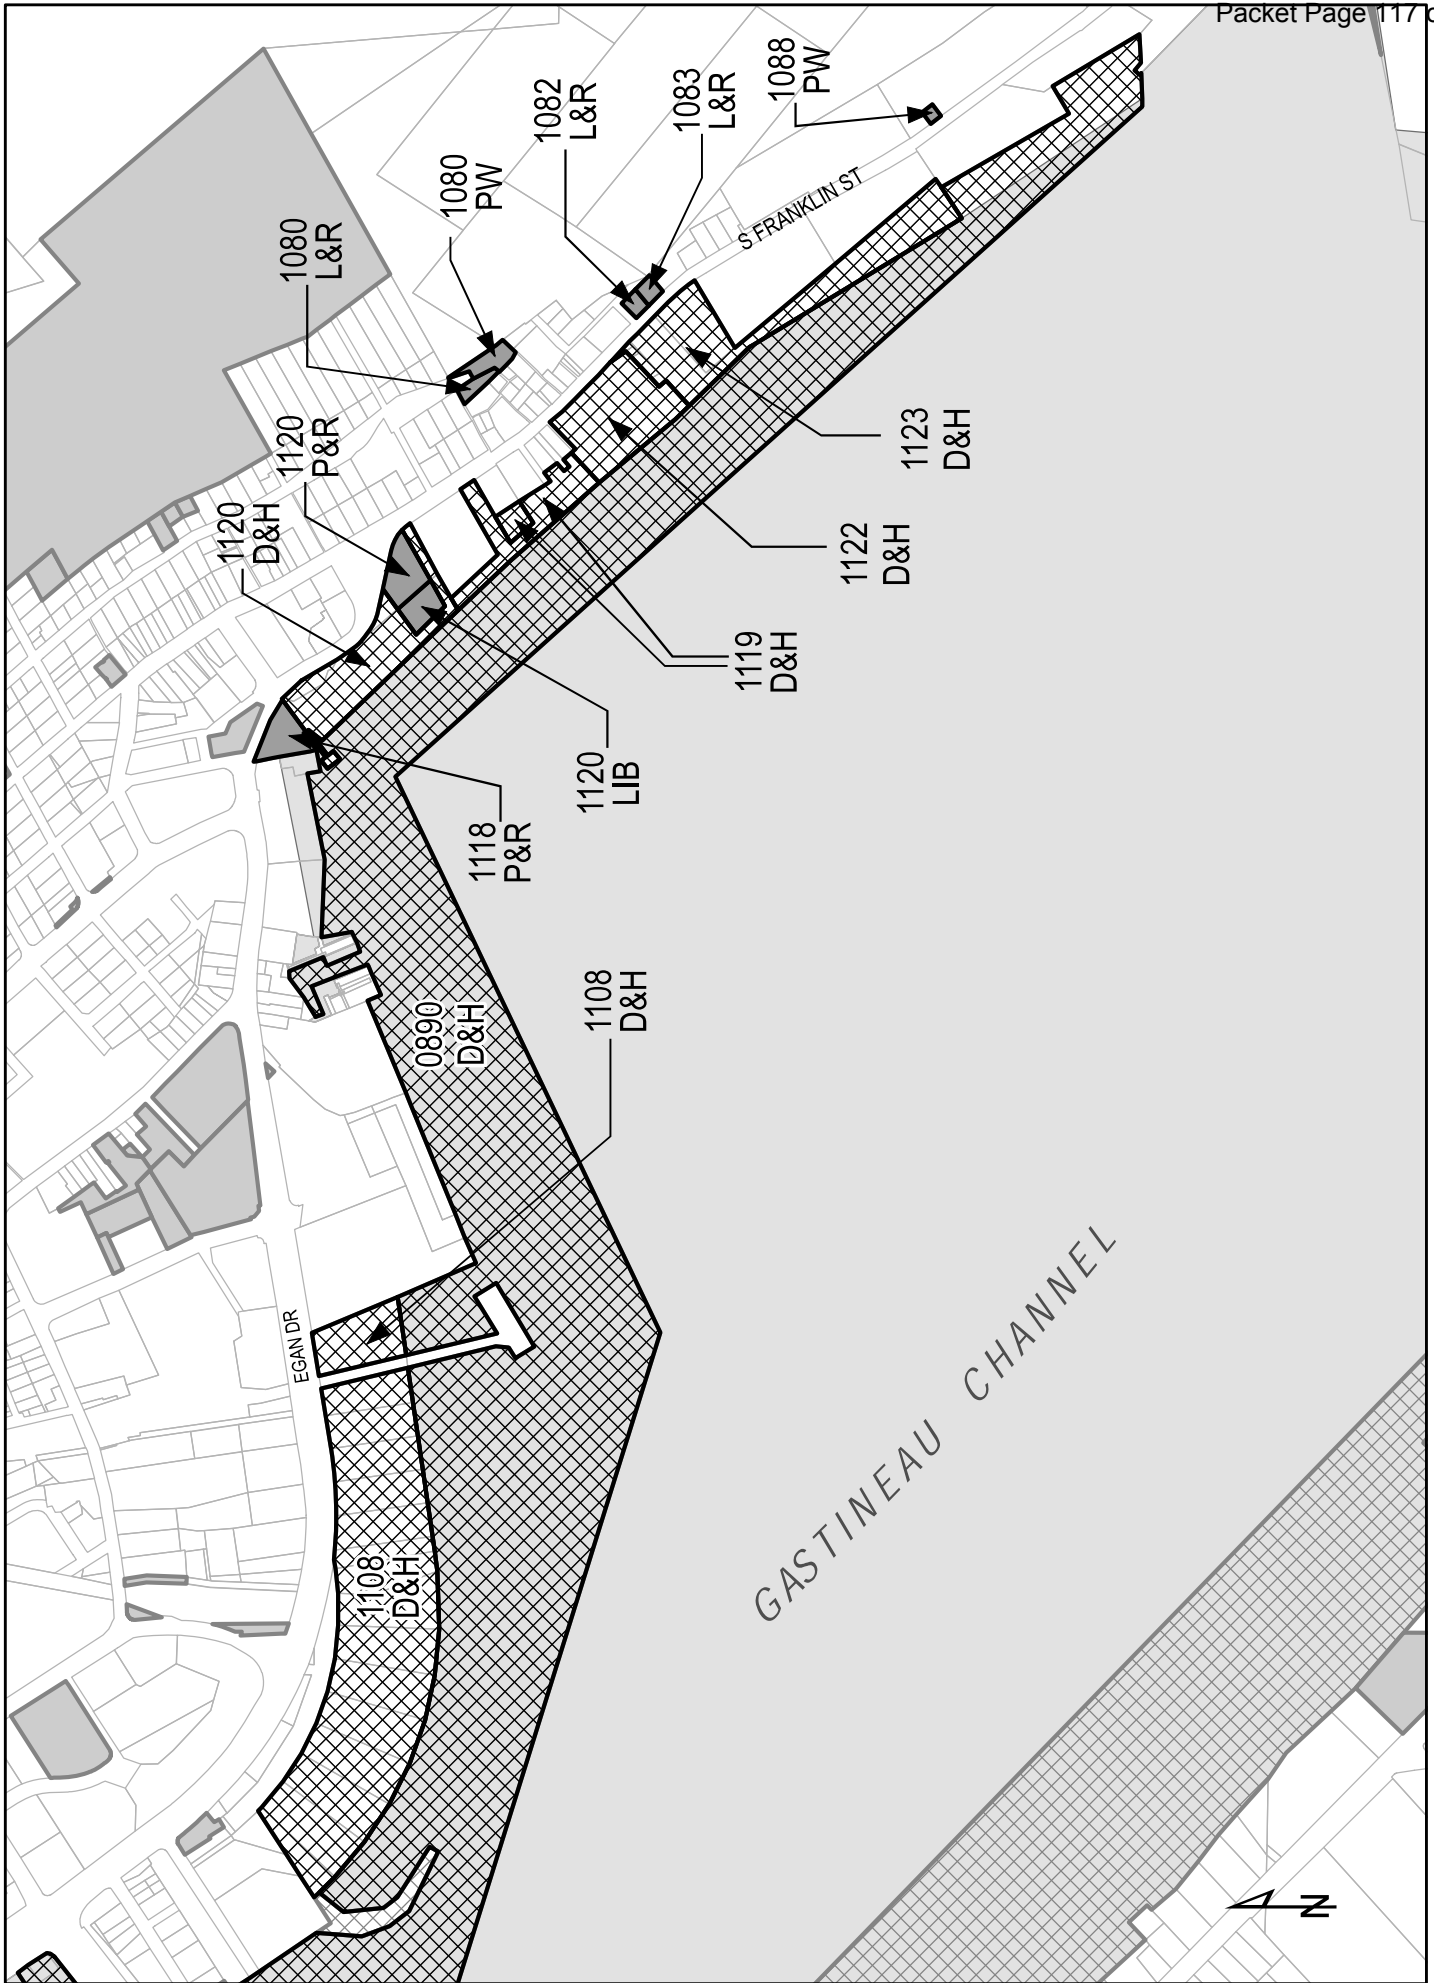 Packet Page 117 o
1088
PW
1082
L&R
1083
L&R
1080
PW
1080
L&R
S FRANKLIN ST
1120
P&R
1120
D&H
1123
D&H
1122
D&H
1119
D&H
1120
LIB
1118
P&R
0890
D&H
1108
D&H
EGAN DR
1108
D&H
GASTINEAU CHANNEL
N